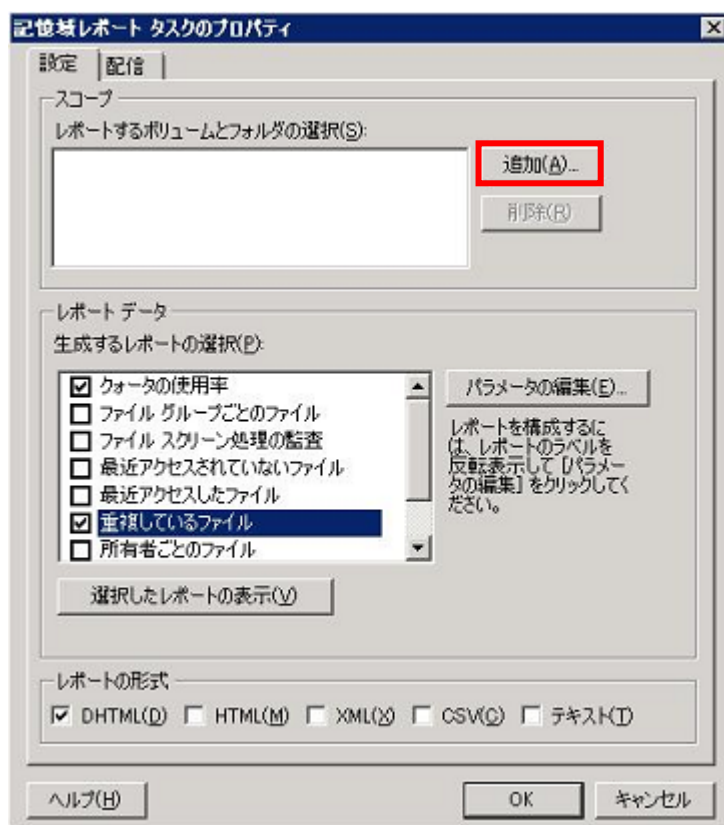 記憶域レポート タスクのプロパティ
設定 配信
スコープ
レポートするボリュームとフォルダの選択(S):
追加(A)...
削除(R)
レポート データ
生成するレポートの選択(P):
クォータの使用率
ファイル グループごとのファイル
ファイル スクリーン処理の監査
最近アクセスされていないファイル
最近アクセスしたファイル
重複しているファイル
所有者ごとのファイル
パラメータの編集(E)...
レポートを構成するに
は、レポートのラベルを
反転表示して [パラメー
タの編集] をクリックしてく
ださい。
選択したレポートの表示(V)
レポートの形式
DHTML(D) HTML(M) XML(X) CSV(C) テキスト(T)
ヘルプ(H) OK キャンセル